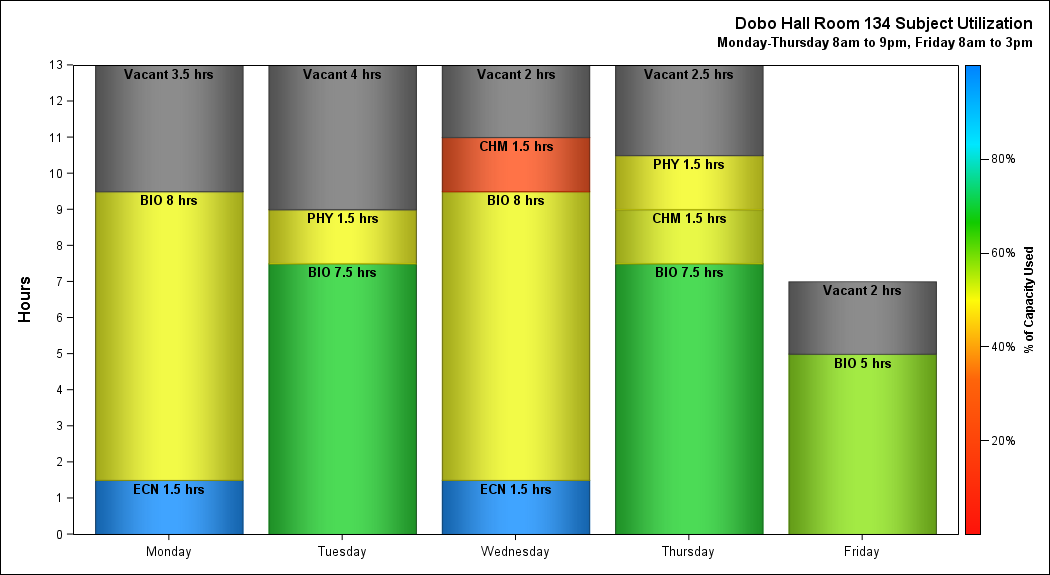 Dobo Hall Room 134 Subject Utilization
Monday-Thursday 8am to 9pm, Friday 8am to 3pm
Hours
13
12
11
10
9
8
7
6
5
4
3
2
1
0
Vacant 3.5 hrs
BIO 8 hrs
ECN 1.5 hrs
Vacant 4 hrs
PHY 1.5 hrs
BIO 7.5 hrs
Vacant 2 hrs
CHM 1.5 hrs
BIO 8 hrs
ECN 1.5 hrs
Vacant 2.5 hrs
PHY 1.5 hrs
CHM 1.5 hrs
BIO 7.5 hrs
Vacant 2 hrs
BIO 5 hrs
Monday
Tuesday
Wednesday
Thursday
Friday
80%
60%
40%
20%
% of Capacity Used